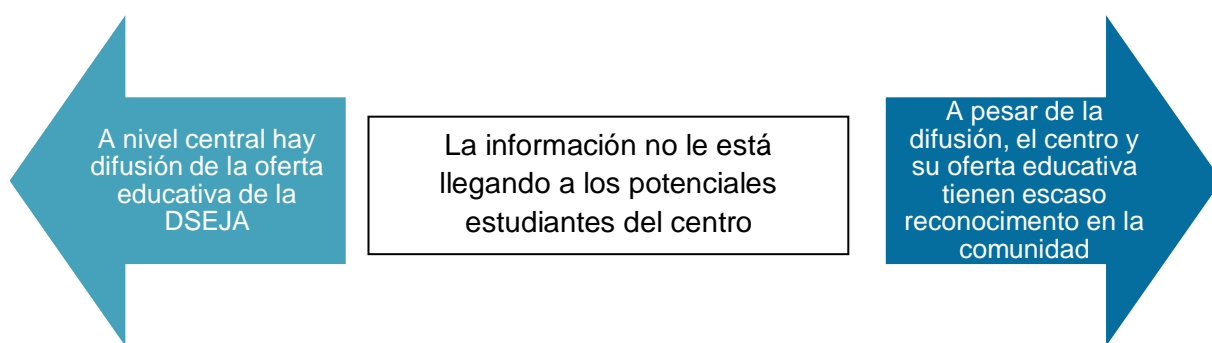 A nivel central hay
difusión de la oferta
educativa de la
DSEJA
La información no le está
llegando a los potenciales
estudiantes del centro
A pesar de la
difusión, el centro y
su oferta educativa
tienen escaso
reconocimento en la
comunidad